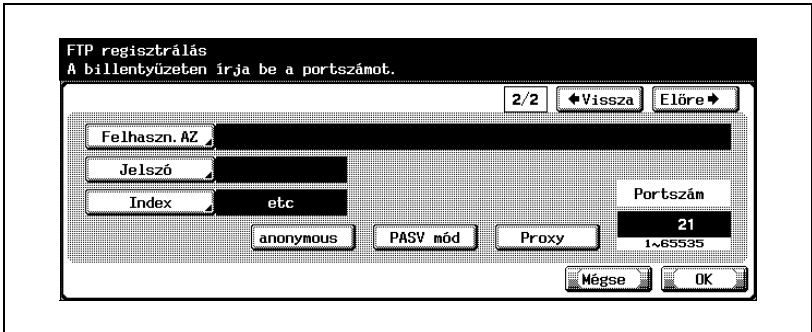 FTP regisztrálás
A billentyűzeten írja be a portszámot.
2/2 ←Vissza Előre→
Felhaszn.AZ
Jelszó
Index etc
Portszám
21
1~65535
anonymous PASV mód Proxy
Mégse OK